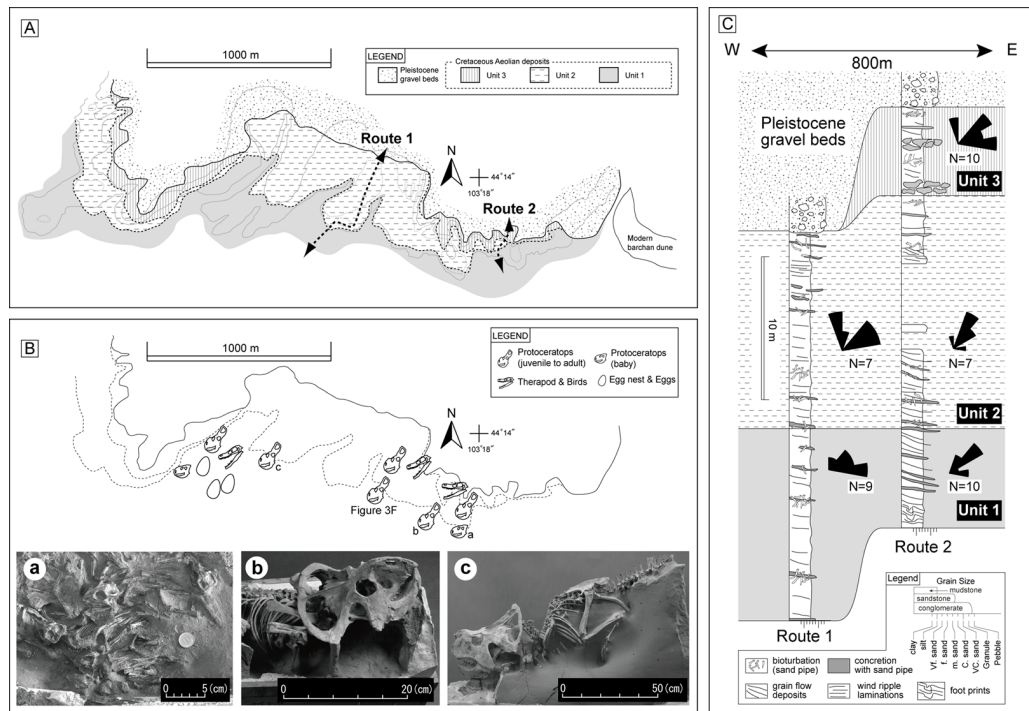 A
1000 m
LEGEND
Pleistocene
gravel beds
Cretaceous Aeolian deposits
Unit 3
Unit 2
Unit 1
Route 1
N
44°14″
103°18″
Route 2
Modern
barchan dune
B
1000 m
LEGEND
Protoceratops
(juvenile to adult)
Protoceratops
(baby)
Therapod & Birds
Egg nest & Eggs
N
44°14″
103°18″
c
Figure 3F
b
a
a
0 5 (cm)
b
0 20 (cm)
c
0 50 (cm)
C
W
E
800m
Pleistocene
gravel beds
N=10
Unit 3
10 m
N=7
N=7
Unit 2
N=9
N=10
Unit 1
Route 2
Route 1
Legend
Grain Size
mudstone
sandstone
conglomerate
clay
silt
Vf. sand
f. sand
m. sand
c. sand
vc. sand
Granule
Pebble
bioturbation
(sand pipe)
concretion
with sand pipe
grain flow
deposits
wind ripple
laminations
foot prints